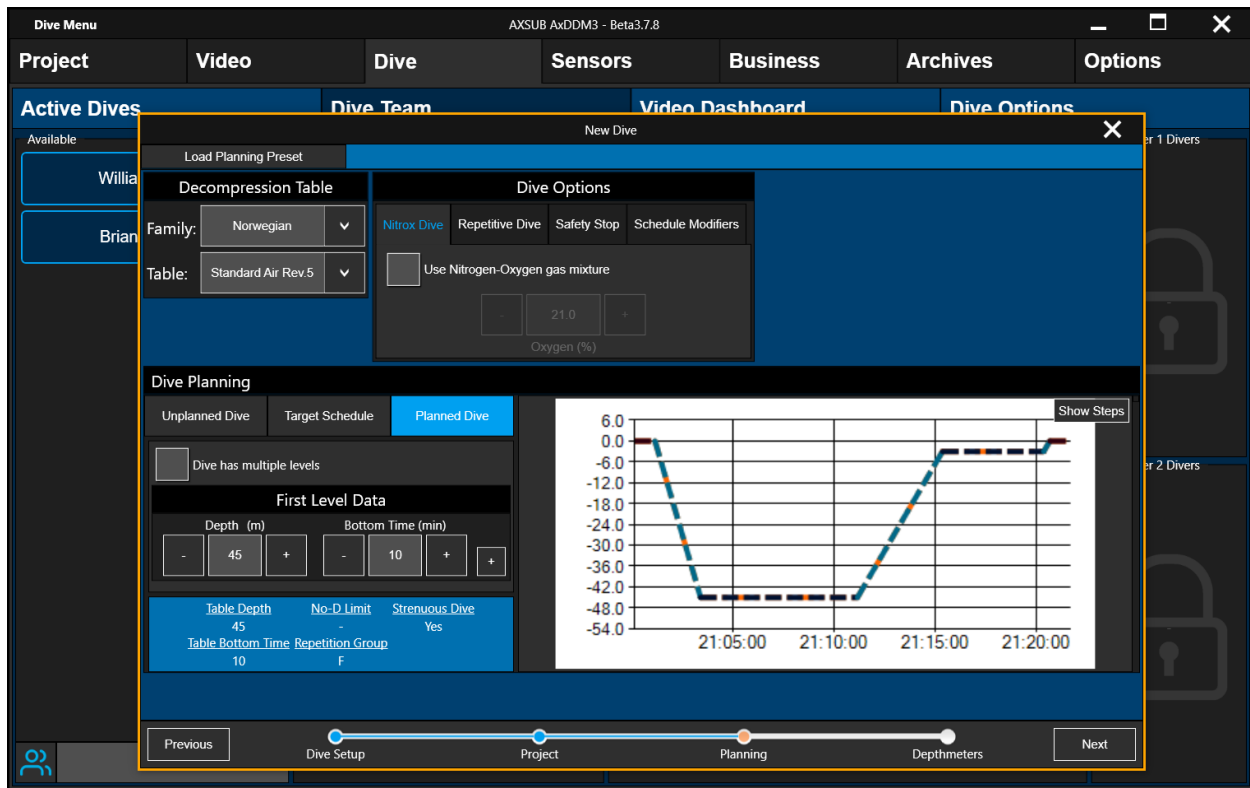 Dive Menu
AXSUB AxDDM3 - Beta3.7.8
Project Video Dive Sensors Business Archives Options
Active Dives Dive Team Video Dashboard Dive Options
New Dive
Available
er 1 Divers
Load Planning Preset
Willia
Decompression Table
Dive Options
Family: Norwegian
Nitrox Dive Repetitive Dive Safety Stop Schedule Modifiers
Brian
Table: Standard Air Rev.5
Use Nitrogen-Oxygen gas mixture
- 21.0 +
Oxygen (%)
Dive Planning
Unplanned Dive Target Schedule Planned Dive
Show Steps
Dive has multiple levels
er 2 Divers
First Level Data
Depth (m) Bottom Time (min)
- 45 + - 10 + +
Table Depth No-D Limit Strenuous Dive
45 - Yes
Table Bottom Time Repetition Group
10 F
6.0
0.0
-6.0
-12.0
-18.0
-24.0
-30.0
-36.0
-42.0
-48.0
-54.0
21:05:00 21:10:00 21:15:00 21:20:00
Previous
Dive Setup Project Planning Depthmeters
Next